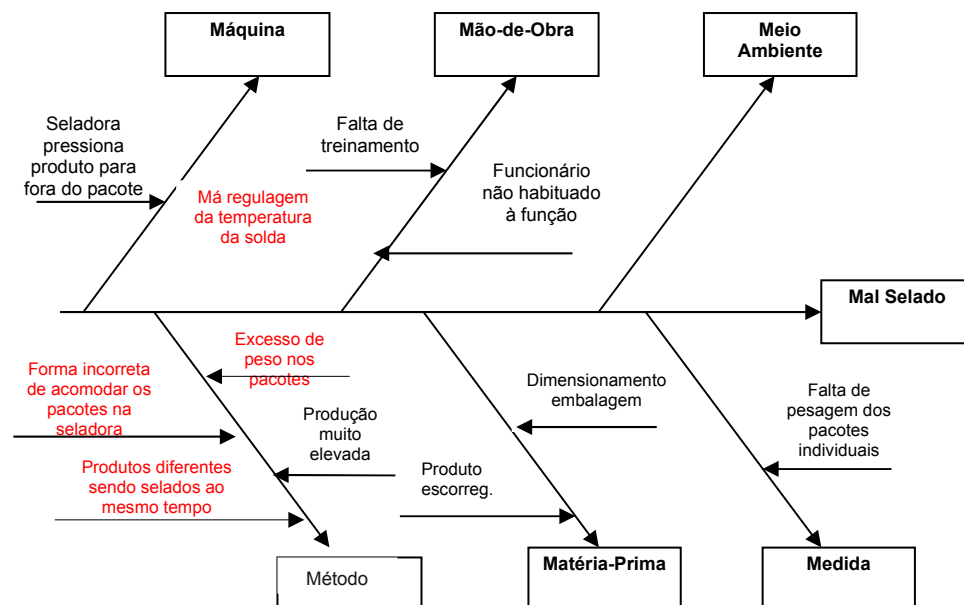 Máquina
Mão-de-Obra
Meio
Ambiente
Seladora
pressiona
produto para
fora do pacote
Má regulagem
da temperatura
da solda
Falta de
treinamento
Funcionário
não habituado
à função
Mal Selado
Excesso de
peso nos
pacotes
Forma incorreta
de acomodar os
pacotes na
seladora
Produção
muito
elevada
Produtos diferentes
sendo selados ao
mesmo tempo
Dimensionamento
embalagem
Produto
escorreg.
Falta de
pesagem dos
pacotes
individuais
Método
Matéria-Prima
Medida